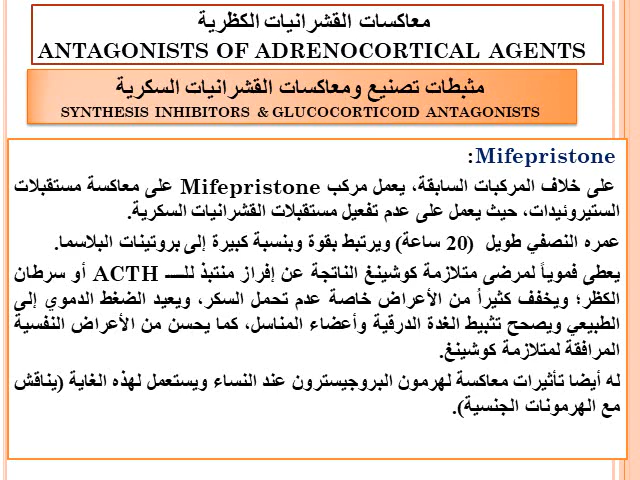 معاكسات القشرانيات الكظرية
ANTAGONISTS OF ADRENOCORTICAL AGENTS
مثبطات تصنيع ومعاكسات القشرانيات السكرية
SYNTHESIS INHIBITORS & GLUCOCORTICOID ANTAGONISTS
Mifepristone:
على خلاف المركبات السابقة، يعمل مركب Mifepristone على معاكسة مستقبلات
الستيروئيدات، حيث يعمل على عدم تفعيل مستقبلات القشرانيات السكرية.
عمره النصفي طويل (20 ساعة) ويرتبط بقوة وبنسبة كبيرة إلى بروتينات البلاسما.
يعطى فموياً لمرضى متلازمة كوشينغ الناتجة عن إفراز منتبذ للـــ ACTH أو سرطان
الكظر؛ ويخفف كثيراً من الأعراض خاصة عدم تحمل السكر، ويعيد الضغط الدموي إلى
الطبيعي ويصحح تثبيط الغدة الدرقية وأعضاء المناسل، كما يحسن من الأعراض النفسية
المرافقة لمتلازمة كوشينغ.
له أيضا تأثيرات معاكسة لهرمون البروجيسترون عند النساء ويستعمل لهذه الغاية (يناقش
مع الهرمونات الجنسية).